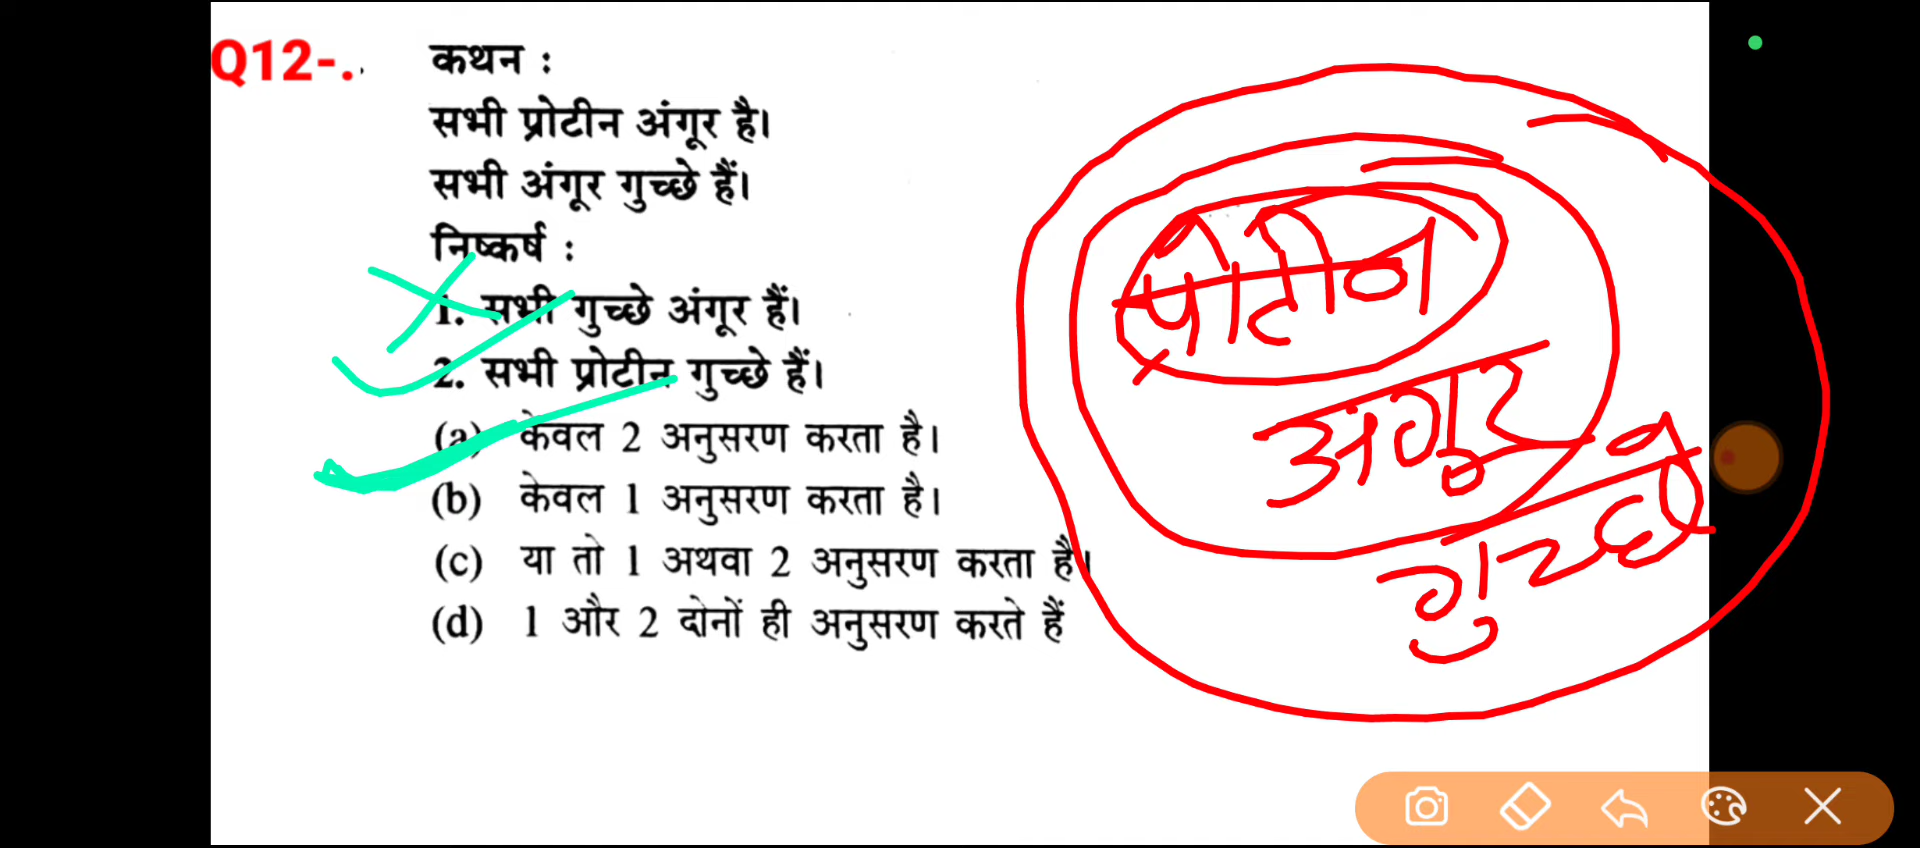 Q12-.
कथन :
सभी प्रोटीन अंगूर है।
सभी अंगूर गुच्छे हैं।
निष्कर्ष :
1. सभी गुच्छे अंगूर हैं।
2. सभी प्रोटीन गुच्छे हैं।
(a) केवल 2 अनुसरण करता है।
(b) केवल 1 अनुसरण करता है।
(c) या तो 1 अथवा 2 अनुसरण करता है।
(d) 1 और 2 दोनों ही अनुसरण करते हैं
प्रोटीन
अंगूर
गुच्छे